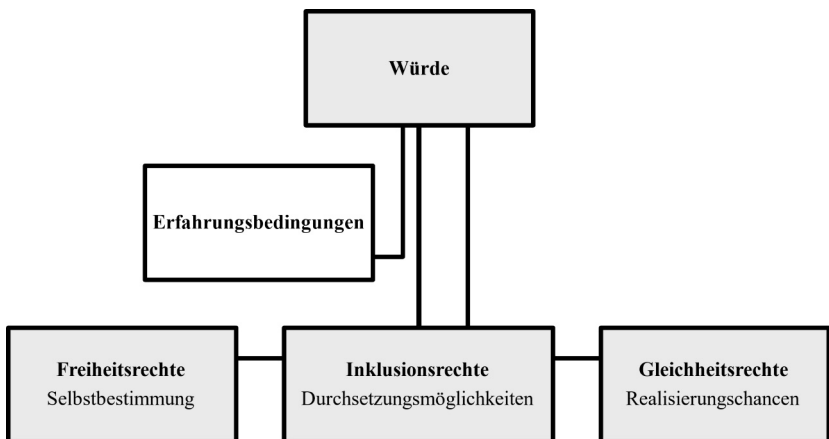 Würde
Erfahrungsbedingungen
Freiheitsrechte
Selbstbestimmung
Inklusionsrechte
Durchsetzungsmöglichkeiten
Gleichheitsrechte
Realisierungschancen